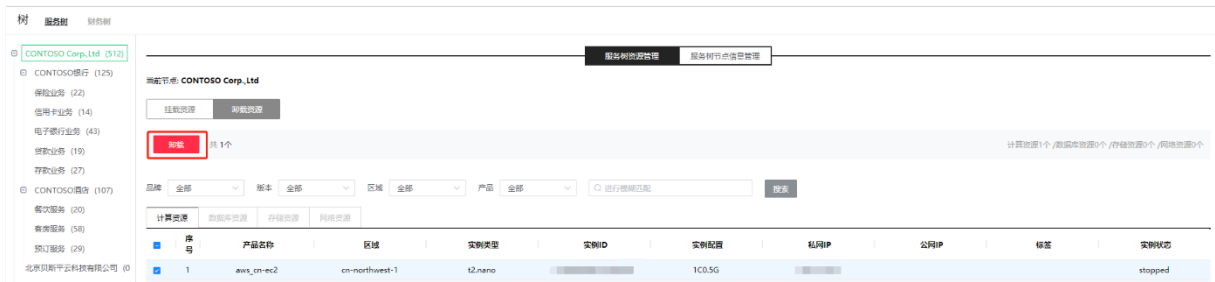 树 服务树 财务树
CONTOSO Corp.,Ltd (512)
CONTOSO银行 (125)
保险业务 (22)
信用卡业务 (14)
电子银行业务 (43)
贷款业务 (19)
存款业务 (27)
CONTOSO酒店 (107)
餐饮服务 (20)
客房服务 (58)
预订服务 (29)
北京贝斯平云科技有限公司 (0
服务树资源管理 服务树节点信息管理
当前节点: CONTOSO Corp.,Ltd
挂载资源 卸载资源
卸载 共 1个 计算资源1个 /数据库资源0个 /存储资源0个 /网络资源0个
品牌 全部 版本 全部 区域 全部 产品 全部 进行模糊匹配 搜索
计算资源 数据库资源 存储资源 网络资源
序号 产品名称 区域 实例类型 实例ID 实例配置 私网IP 公网IP 标签 实例状态
1 aws_cn-ec2 cn-northwest-1 t2.nano 1C0.5G stopped